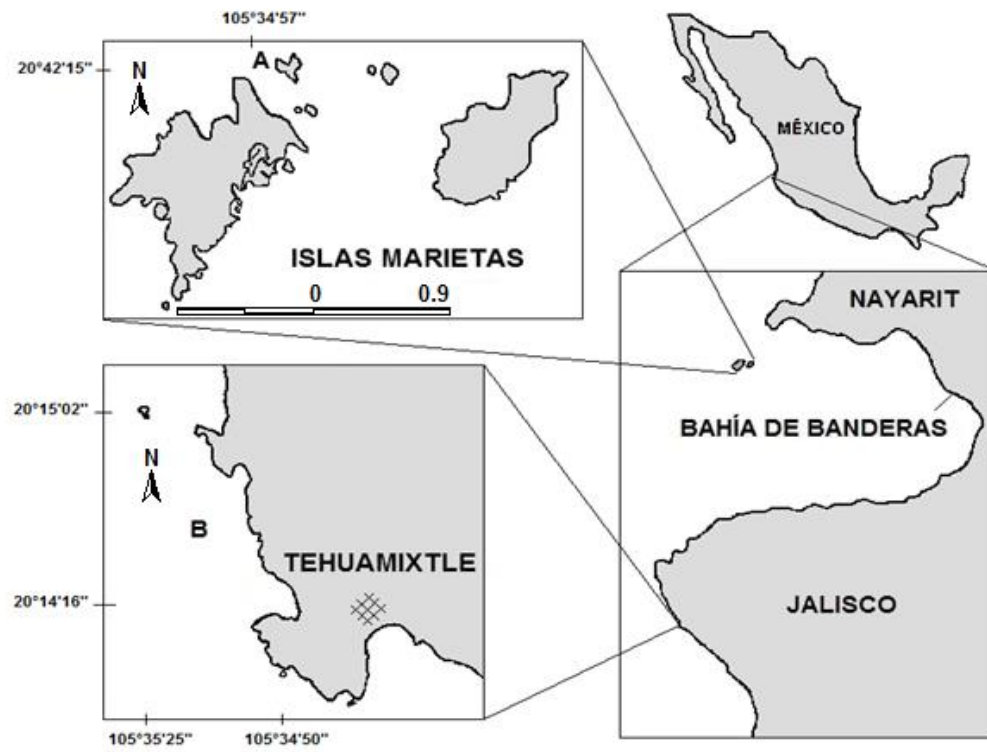 105°34'57"
20°42'15"
A
N
ISLAS MARIETAS
0 0.9
MÉXICO
NAYARIT
BAHÍA DE BANDERAS
JALISCO
20°15'02"
N
B
TEHUAMIXTLE
20°14'16"
105°35'25" 105°34'50"